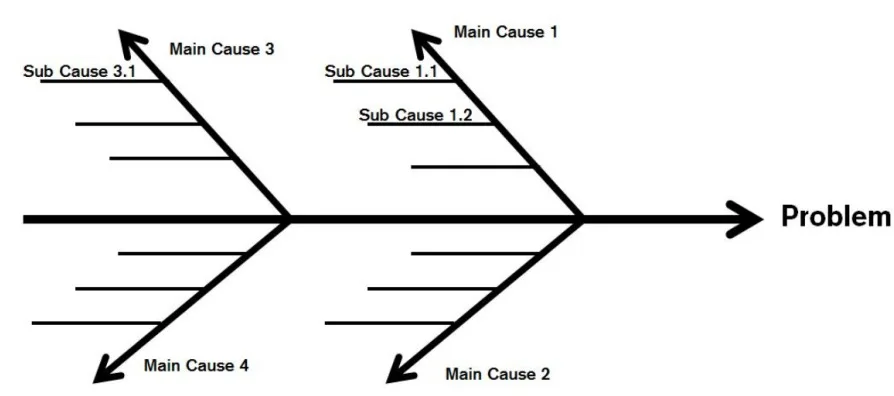 Main Cause 3
Main Cause 1
Sub Cause 3.1
Sub Cause 1.1
Sub Cause 1.2
Problem
Main Cause 4
Main Cause 2